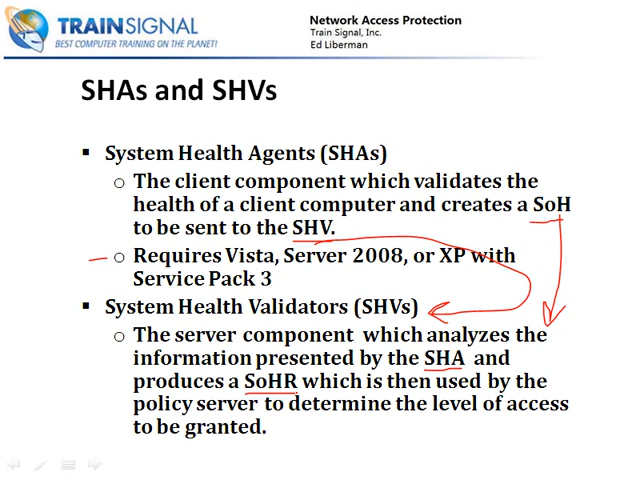 TRAINSIGNAL
BEST COMPUTER TRAINING ON THE PLANET!
Network Access Protection
Train Signal, Inc.
Ed Liberman
SHAs and SHVs
▪ System Health Agents (SHAs)
o The client component which validates the
health of a client computer and creates a SoH
to be sent to the SHV.
o Requires Vista, Server 2008, or XP with
Service Pack 3
▪ System Health Validators (SHVs)
o The server component which analyzes the
information presented by the SHA and
produces a SoHR which is then used by the
policy server to determine the level of access
to be granted.